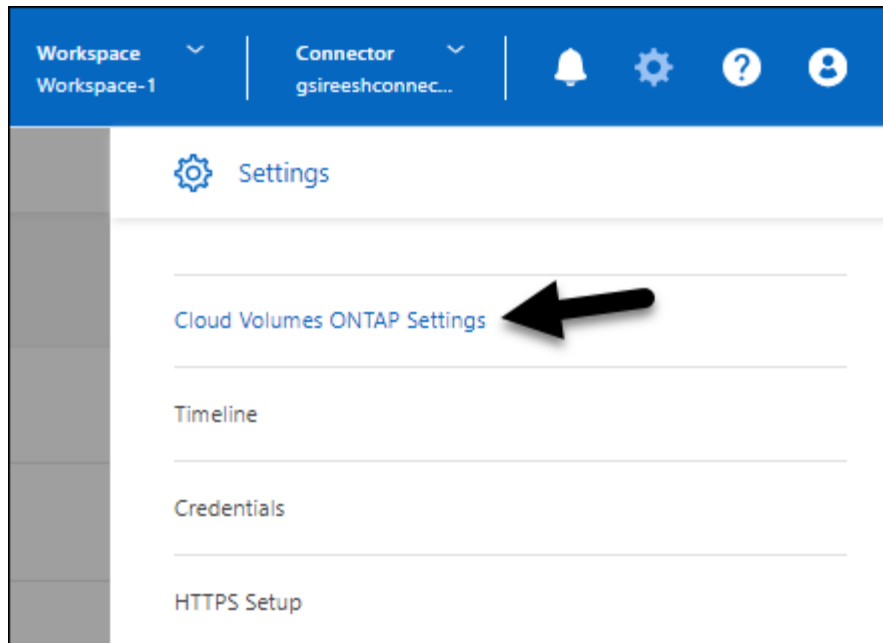 Workspace
Workspace-1
Connector
gsireeshconnec...
Settings
Cloud Volumes ONTAP Settings
Timeline
Credentials
HTTPS Setup